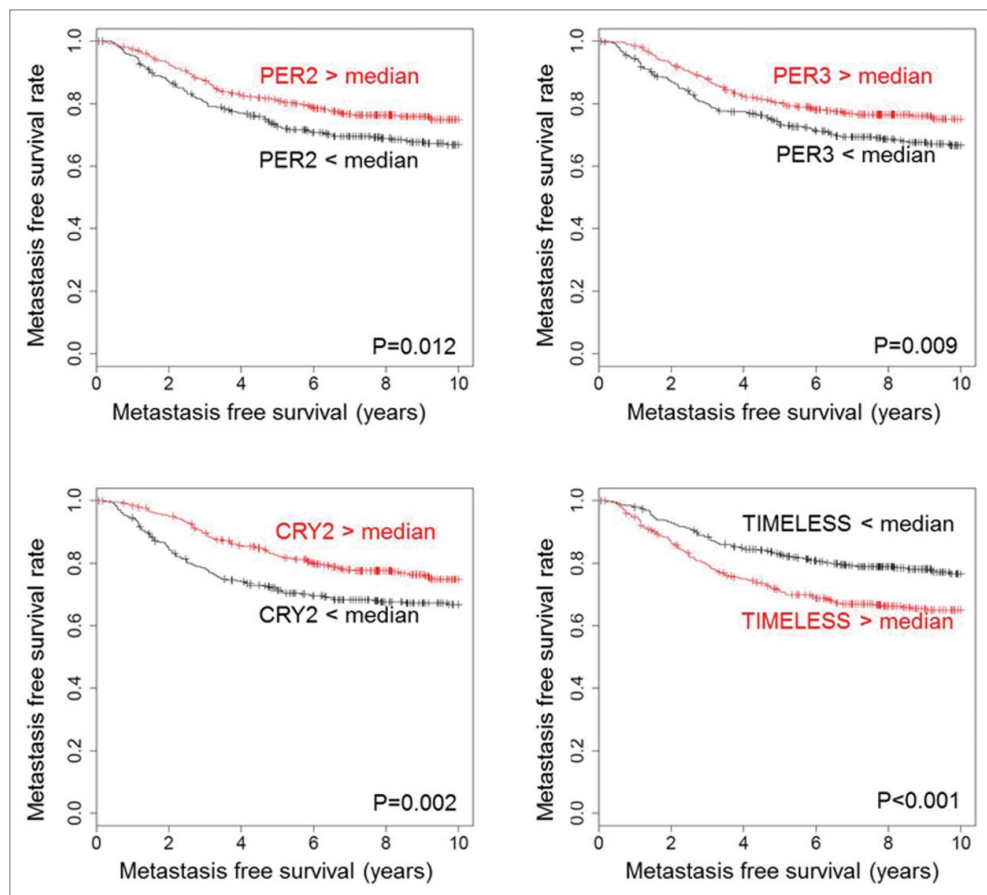 Metastasis free survival rate
1.0
0.8
0.6
0.4
0.2
0.0
PER2 > median
PER2 < median
P=0.012
0 2 4 6 8 10
Metastasis free survival (years)
Metastasis free survival rate
1.0
0.8
0.6
0.4
0.2
0.0
PER3 > median
PER3 < median
P=0.009
0 2 4 6 8 10
Metastasis free survival (years)
Metastasis free survival rate
1.0
0.8
0.6
0.4
0.2
0.0
CRY2 > median
CRY2 < median
P=0.002
0 2 4 6 8 10
Metastasis free survival (years)
Metastasis free survival rate
1.0
0.8
0.6
0.4
0.2
0.0
TIMELESS < median
TIMELESS > median
P<0.001
0 2 4 6 8 10
Metastasis free survival (years)